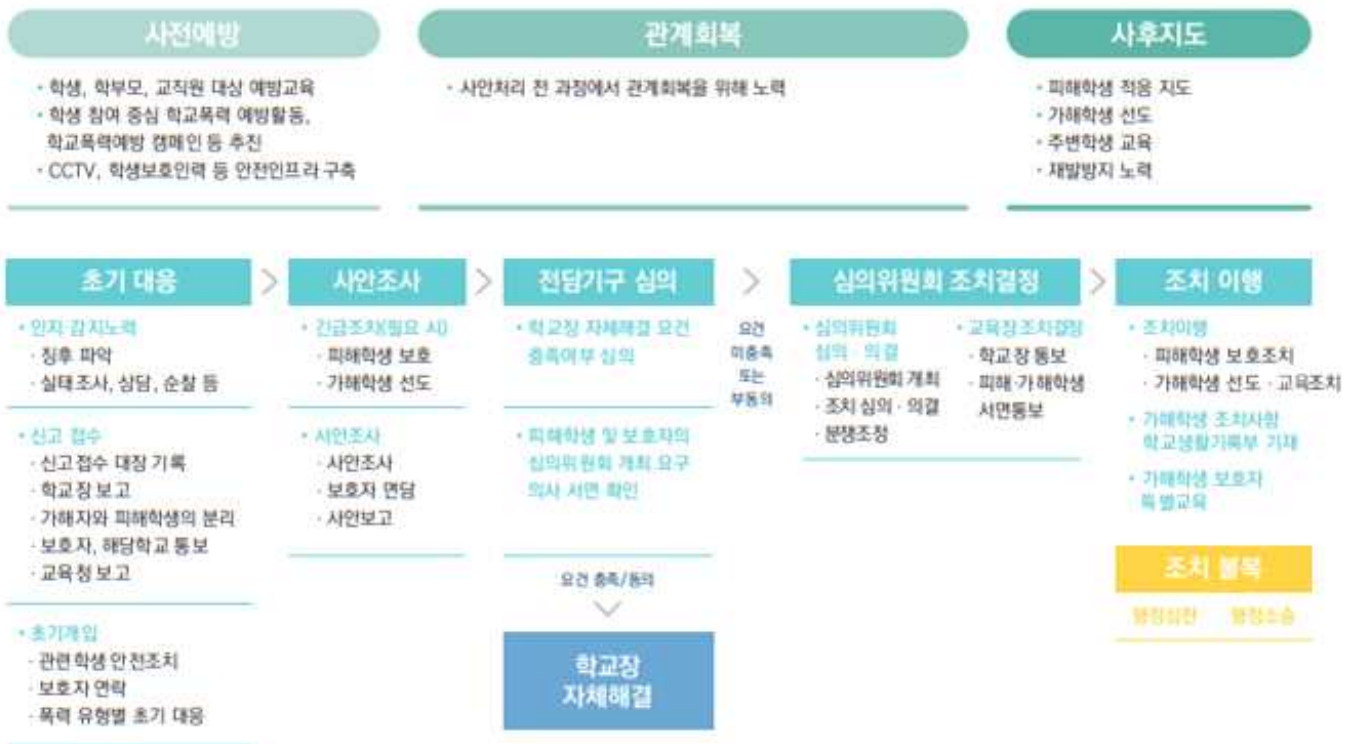 사전예방
· 학생, 학부모, 교직원 대상 예방교육
· 학생 참여 중심 학교폭력 예방활동,
학교폭력예방 캠페인 등 추진
· CCTV, 학생보호인력 등 안전인프라 구축
관계회복
· 사안처리 전 과정에서 관계회복을 위해 노력
사후지도
· 피해학생 적응 지도
· 가해학생 선도
· 주변학생 교육
· 재발방지 노력
초기 대응
• 인지·감지노력
· 징후 파악
· 실태조사, 상담, 순찰 등
• 신고 접수
· 신고접수 대장 기록
· 학교장 보고
· 가해자와 피해학생의 분리
· 보호자, 해당학교 통보
· 교육청 보고
• 초기개입
· 관련학생 안전조치
· 보호자 연락
· 폭력 유형별 초기 대응
사안조사
• 긴급조치(필요 시)
· 피해학생 보호
· 가해학생 선도
• 사안조사
· 사안조사
· 보호자 면담
· 사안보고
전담기구 심의
• 학교장 자체해결 요건
충족여부 심의
• 피해학생 및 보호자의
심의위원회 개최 요구
의사 서면 확인
요건 충족/동의
학교장
자체해결
요건
미충족
또는
부동의
심의위원회 조치결정
• 심의위원회
심의·의결
· 심의위원회 개최
· 조치 심의·의결
· 분쟁조정
• 교육장 조치결정
· 학교장 통보
· 피해·가해학생
서면통보
조치 이행
• 조치이행
· 피해학생 보호조치
· 가해학생 선도·교육조치
• 가해학생 조치사항
학교생활기록부 기재
• 가해학생 보호자
특별교육
조치 불복
행정심판 행정소송